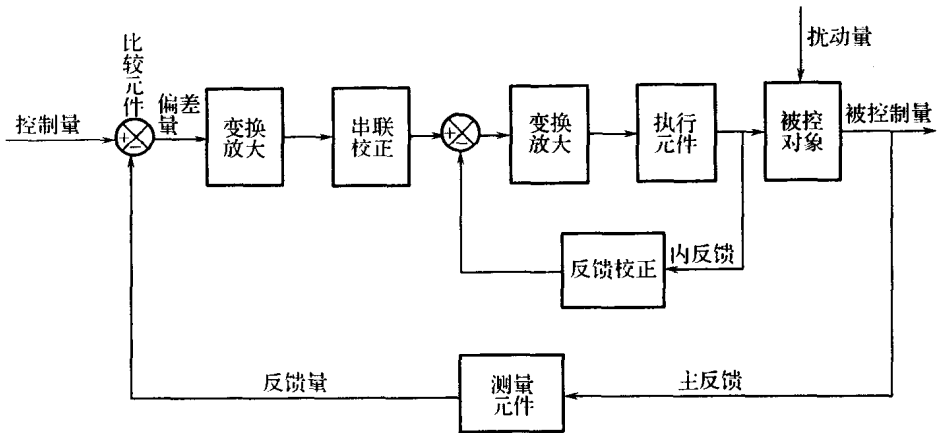 扰动量
比较元件
控制量
偏差
量
变换
放大
串联
校正
变换
放大
执行
元件
被控
对象
被控制量
反馈校正
内反馈
反馈量
测量
元件
主反馈